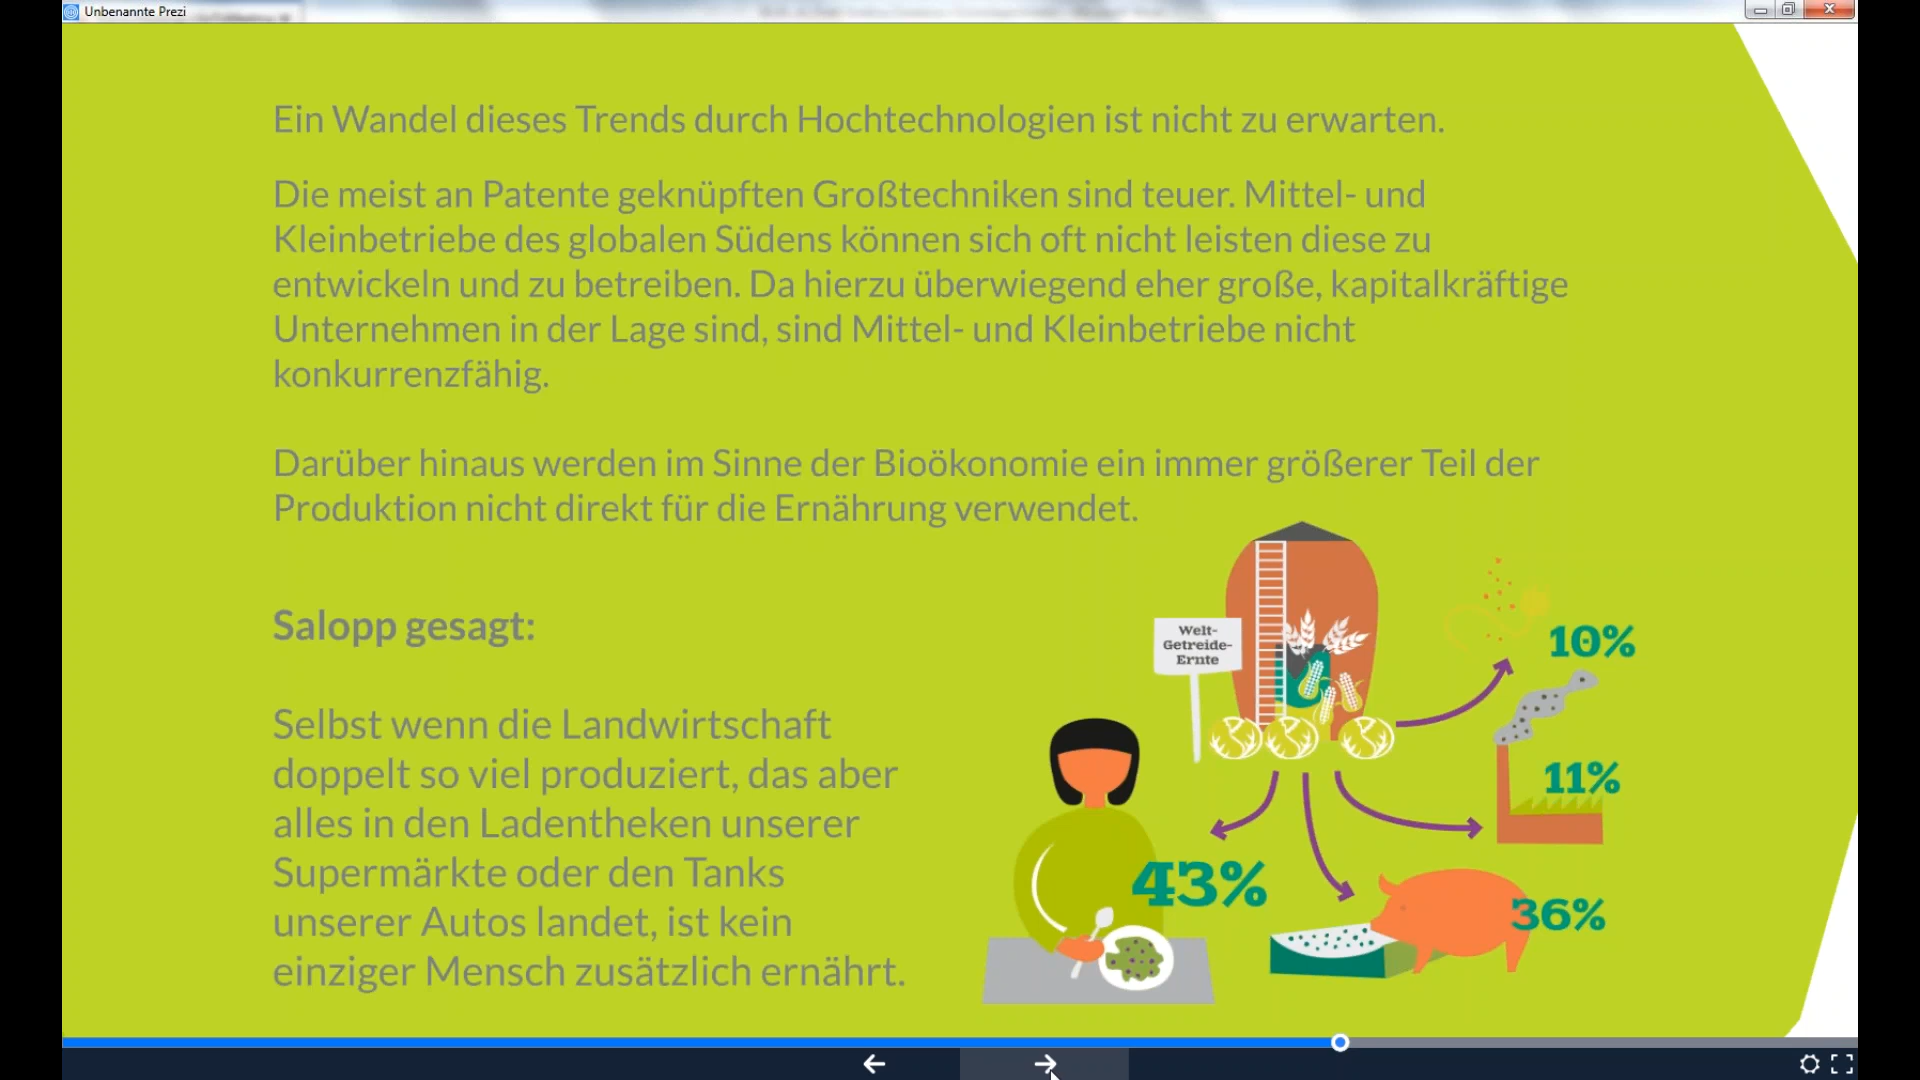 Unbenannte Prezi
Ein Wandel dieses Trends durch Hochtechnologien ist nicht zu erwarten.
Die meist an Patente geknüpften Großtechniken sind teuer. Mittel- und
Kleinbetriebe des globalen Südens können sich oft nicht leisten diese zu
entwickeln und zu betreiben. Da hierzu überwiegend eher große, kapitalkräftige
Unternehmen in der Lage sind, sind Mittel- und Kleinbetriebe nicht
konkurrenzfähig.
Darüber hinaus werden im Sinne der Bioökonomie ein immer größerer Teil der
Produktion nicht direkt für die Ernährung verwendet.
Salopp gesagt:
Selbst wenn die Landwirtschaft
doppelt so viel produziert, das aber
alles in den Ladentheken unserer
Supermärkte oder den Tanks
unserer Autos landet, ist kein
einziger Mensch zusätzlich ernährt.
Welt-
Getreide-
Ernte
10%
11%
43%
36%